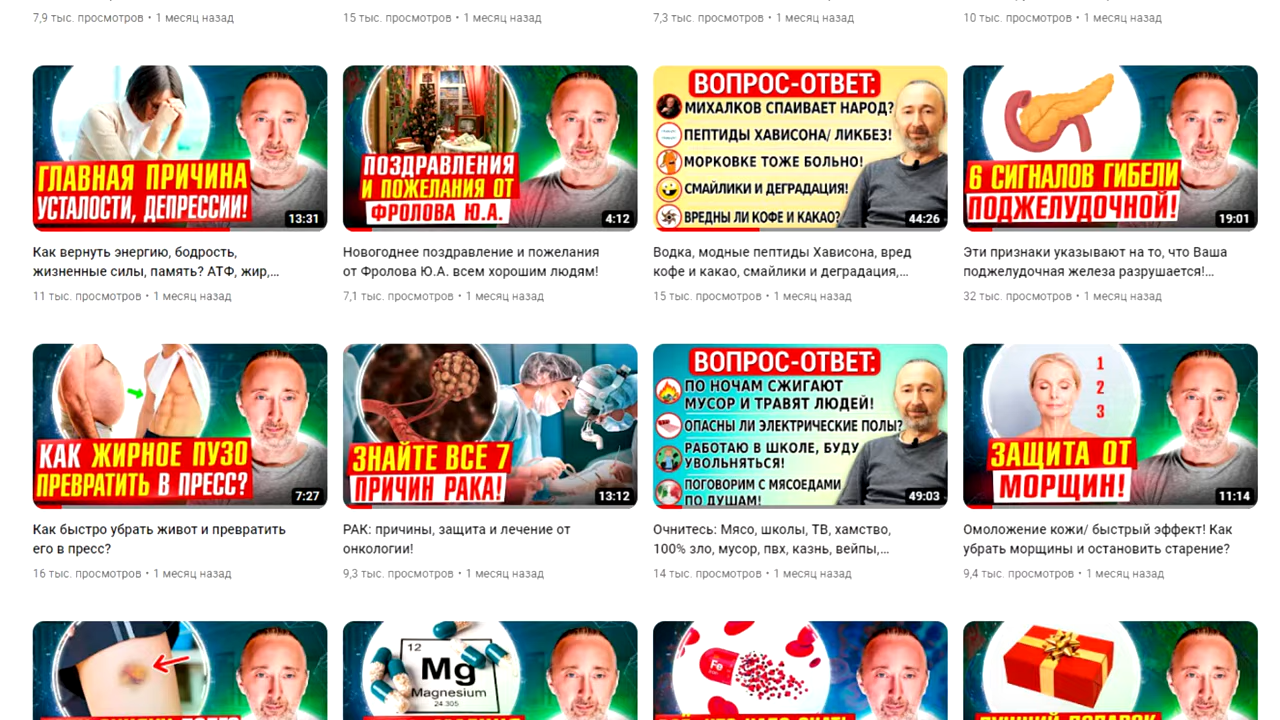 7,9 тыс. просмотров • 1 месяц назад
15 тыс. просмотров • 1 месяц назад
7,3 тыс. просмотров • 1 месяц назад
10 тыс. просмотров • 1 месяц назад
ГЛАВНАЯ ПРИЧИНА
УСТАЛОСТИ, ДЕПРЕССИИ!
13:31
Как вернуть энергию, бодрость,
жизненные силы, память? АТФ, жир,...
11 тыс. просмотров • 1 месяц назад
ПОЗДРАВЛЕНИЯ
И ПОЖЕЛАНИЯ ОТ
ФРОЛОВА Ю.А.
4:12
Новогоднее поздравление и пожелания
от Фролова Ю.А. всем хорошим людям!
7,1 тыс. просмотров • 1 месяц назад
ВОПРОС-ОТВЕТ:
МИХАЛКОВ СПАИВАЕТ НАРОД?
ПЕПТИДЫ ХАВИСОНА/ ЛИКБЕЗ!
МОРКОВКЕ ТОЖЕ БОЛЬНО!
СМАЙЛИКИ И ДЕГРАДАЦИЯ!
ВРЕДНЫ ЛИ КОФЕ И КАКАО?
44:26
Водка, модные пептиды Хависона, вред
кофе и какао, смайлики и деградация,...
15 тыс. просмотров • 1 месяц назад
6 СИГНАЛОВ ГИБЕЛИ
ПОДЖЕЛУДОЧНОЙ!
19:01
Эти признаки указывают на то, что Ваша
поджелудочная железа разрушается!...
32 тыс. просмотров • 1 месяц назад
КАК ЖИРНОЕ ПУЗО
ПРЕВРАТИТЬ В ПРЕСС?
7:27
Как быстро убрать живот и превратить
его в пресс?
16 тыс. просмотров • 1 месяц назад
ЗНАЙТЕ ВСЕ 7
ПРИЧИН РАКА!
13:12
РАК: причины, защита и лечение от
онкологии!
9,3 тыс. просмотров • 1 месяц назад
ВОПРОС-ОТВЕТ:
ПО НОЧАМ СЖИГАЮТ
МУСОР И ТРАВЯТ ЛЮДЕЙ!
ОПАСНЫ ЛИ ЭЛЕКТРИЧЕСКИЕ ПОЛЫ?
РАБОТАЮ В ШКОЛЕ, БУДУ
УВОЛЬНЯТЬСЯ!
ПОГОВОРИМ С МЯСОЕДАМИ
ПО ДУШАМ!
49:03
Очнитесь: Мясо, школы, ТВ, хамство,
100% зло, мусор, пвх, казнь, вейпы,...
14 тыс. просмотров • 1 месяц назад
1
2
3
ЗАЩИТА ОТ
МОРЩИН!
11:14
Омоложение кожи/ быстрый эффект! Как
убрать морщины и остановить старение?
9,4 тыс. просмотров • 1 месяц назад
12
Mg
Magnesium
24.305
Fe